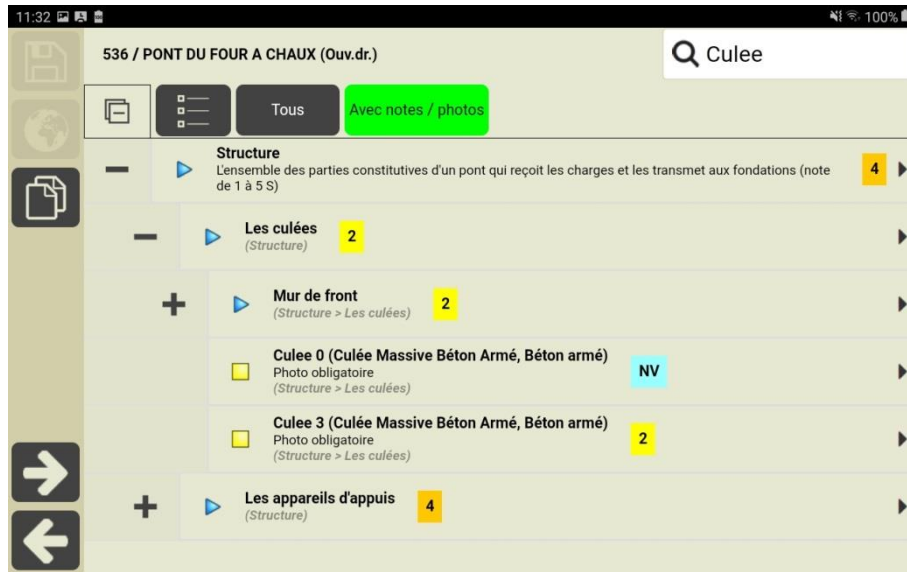 11:32 100%
536 / PONT DU FOUR A CHAUX (Ouv.dr.)
Culee
Tous
Avec notes / photos
Structure
L'ensemble des parties constitutives d'un pont qui reçoit les charges et les transmet aux fondations (note
de 1 à 5 S)
4
Les culées
(Structure)
2
Mur de front
(Structure > Les culées)
2
Culee 0 (Culée Massive Béton Armé, Béton armé)
Photo obligatoire
(Structure > Les culées)
NV
Culee 3 (Culée Massive Béton Armé, Béton armé)
Photo obligatoire
(Structure > Les culées)
2
Les appareils d'appuis
(Structure)
4